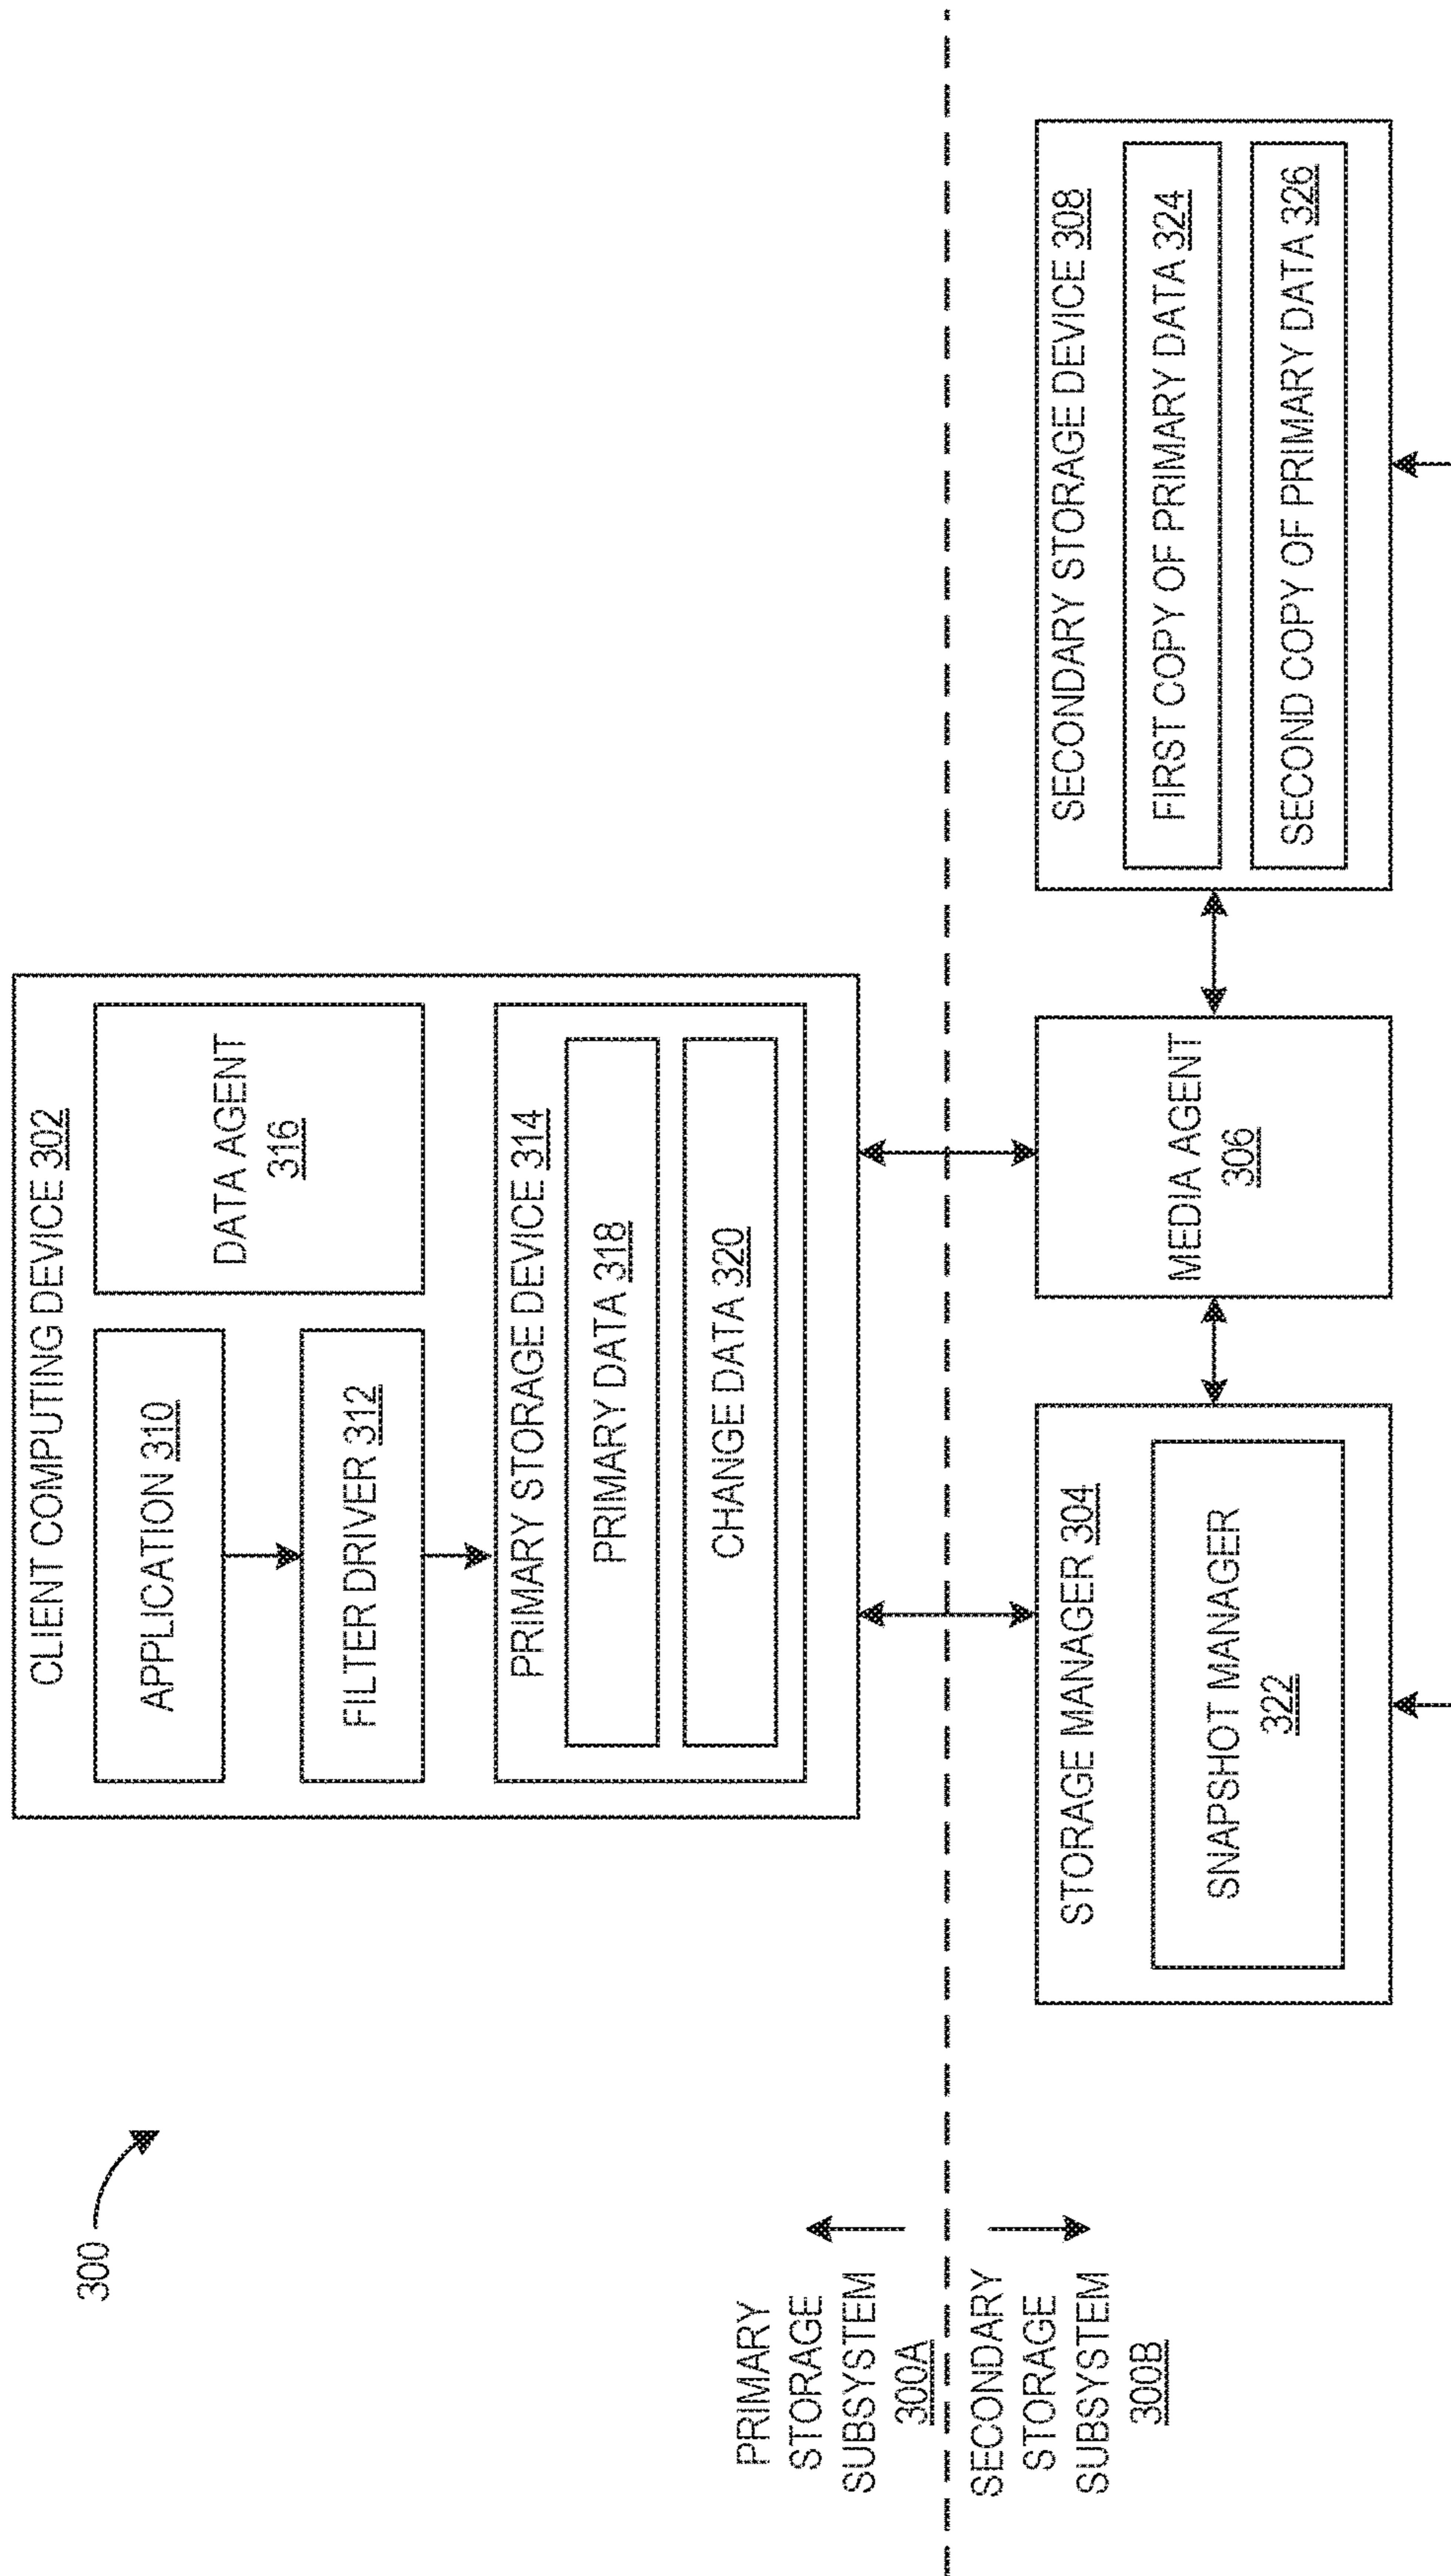 300
CLIENT COMPUTING DEVICE 302
APPLICATION 310
DATA AGENT
316
FILTER DRIVER 312
PRIMARY STORAGE DEVICE 314
PRIMARY DATA 318
CHANGE DATA 320
PRIMARY
STORAGE
SUBSYSTEM
300A
SECONDARY
STORAGE
SUBSYSTEM
300B
STORAGE MANAGER 304
SNAPSHOT MANAGER
322
MEDIA AGENT
306
SECONDARY STORAGE DEVICE 308
FIRST COPY OF PRIMARY DATA 324
SECOND COPY OF PRIMARY DATA 326